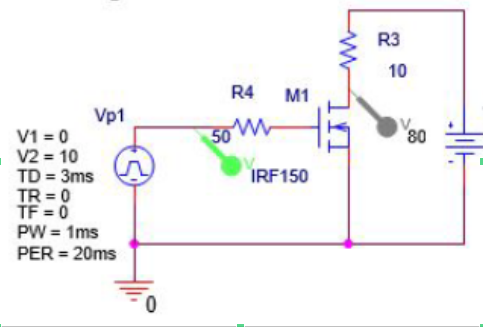 R3
10
R4
M1
Vp1
50
V
80
V1 = 0
V2 = 10
TD = 3ms
TR = 0
TF = 0
PW = 1ms
PER = 20ms
V
IRF150
0